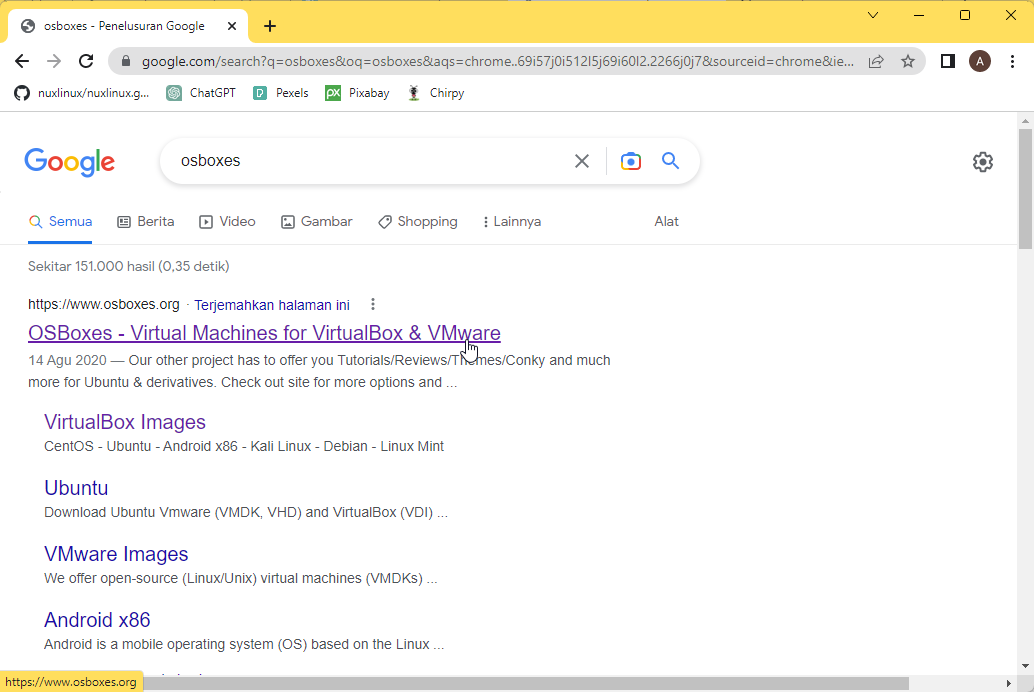 osboxes - Penelusuran Google
google.com/search?q=osboxes&oq=osboxes&aqs=chrome..69i57j0i512l5j69i60l2.2266j0j7&sourceid=chrome&ie...
A
nuxlinux/nuxlinux.g...
ChatGPT
Pexels
px
Pixabay
Chirpy
Google
osboxes
Semua
Berita
Video
Gambar
Shopping
Lainnya
Alat
Sekitar 151.000 hasil (0,35 detik)
https://www.osboxes.org · Terjemahkan halaman ini
OSBoxes - Virtual Machines for VirtualBox & VMware
14 Agu 2020 — Our other project has to offer you Tutorials/Reviews/Themes/Conky and much
more for Ubuntu & derivatives. Check out site for more options and ...
VirtualBox Images
CentOS - Ubuntu - Android x86 - Kali Linux - Debian - Linux Mint
Ubuntu
Download Ubuntu Vmware (VMDK, VHD) and VirtualBox (VDI) ...
VMware Images
We offer open-source (Linux/Unix) virtual machines (VMDKs) ...
Android x86
Android is a mobile operating system (OS) based on the Linux ...
https://www.osboxes.org